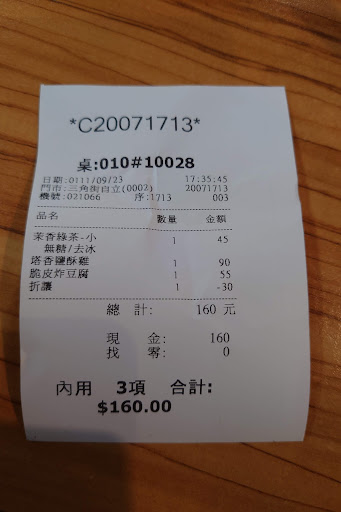 *C20071713*
桌:010#10028
日期:0111/09/23 17:35:45
門市:三角街自立(0002) 20071713
機號:021066 序:1713 003
品名 數量 金額
茉香綠茶-小 1 45
無糖/去冰
塔香鹽酥雞 1 90
脆皮炸豆腐 1 55
折讓 1 -30
總 計: 160 元
現 金: 160
找 零: 0
內用 3項 合計:
$160.00